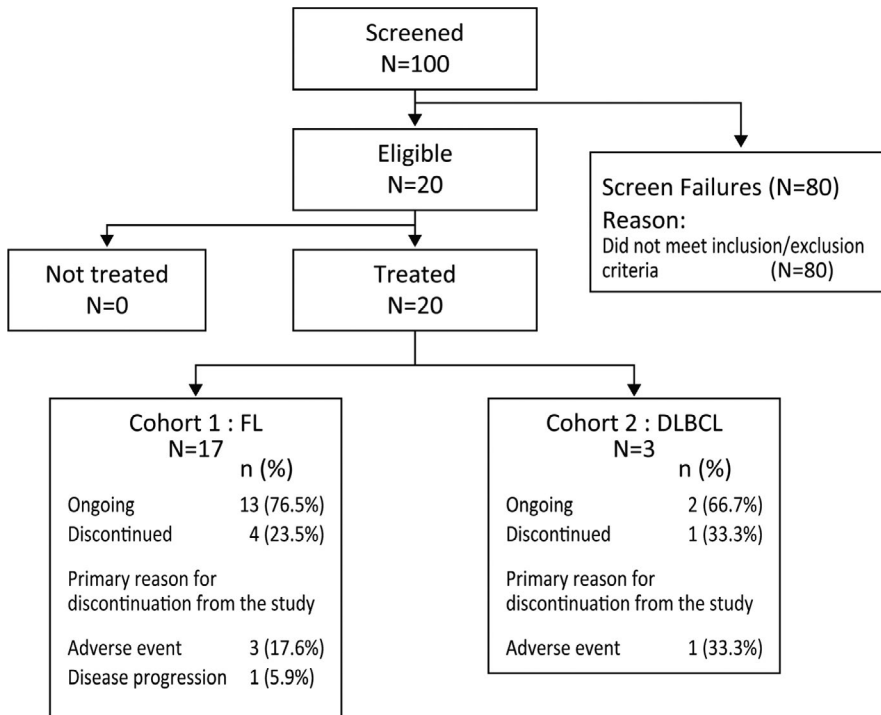 Screened
N=100
Eligible
N=20
Screen Failures (N=80)
Reason:
Did not meet inclusion/exclusion
criteria (N=80)
Not treated
N=0
Treated
N=20
Cohort 1 : FL
N=17
n (%)
Ongoing 13 (76.5%)
Discontinued 4 (23.5%)
Primary reason for
discontinuation from the study
Adverse event 3 (17.6%)
Disease progression 1 (5.9%)
Cohort 2 : DLBCL
N=3
n (%)
Ongoing 2 (66.7%)
Discontinued 1 (33.3%)
Primary reason for
discontinuation from the study
Adverse event 1 (33.3%)